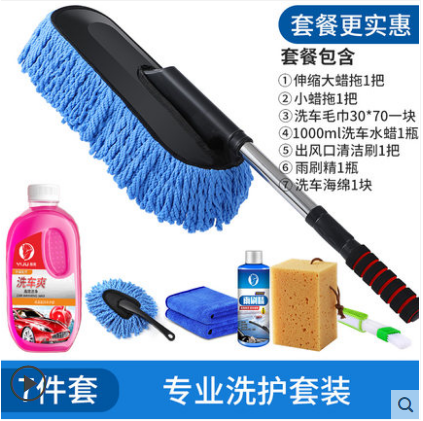 套餐更实惠
套餐包含
①伸缩大蜡拖1把
②小蜡拖1把
③洗车毛巾30*70一块
④1000ml洗车水蜡1瓶
⑤出风口清洁刷1把
⑥雨刷精1瓶
⑦洗车海绵1块
洗车爽
雨刷精
7件套
专业洗护套装